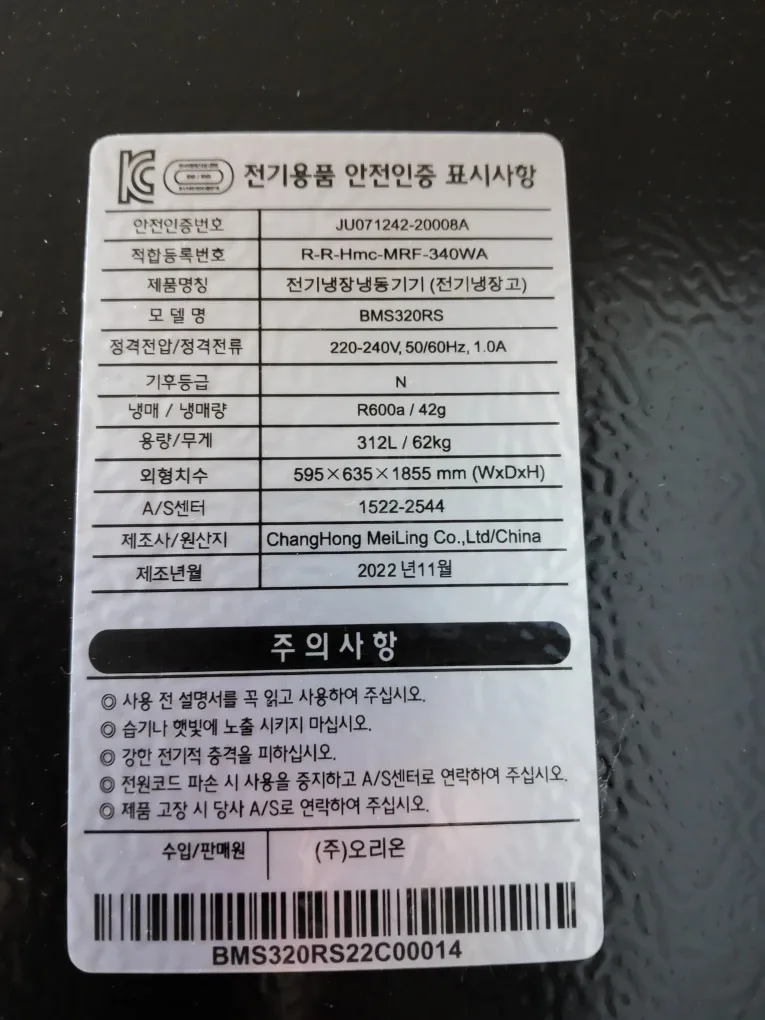 KC 전기용품 안전인증 표시사항
안전인증번호 JU071242-20008A
적합등록번호 R-R-Hmc-MRF-340WA
제품명칭 전기냉장냉동기기 (전기냉장고)
모델명 BMS320RS
정격전압/정격전류 220-240V, 50/60Hz, 1.0A
기후등급 N
냉매 / 냉매량 R600a / 42g
용량/무게 312L / 62kg
외형치수 595×635×1855 mm (WxDxH)
A/S센터 1522-2544
제조사/원산지 ChangHong MeiLing Co.,Ltd/China
제조년월 2022년11월
주의사항
◎ 사용 전 설명서를 꼭 읽고 사용하여 주십시오.
◎ 습기나 햇빛에 노출 시키지 마십시오.
◎ 강한 전기적 충격을 피하십시오.
◎ 전원코드 파손 시 사용을 중지하고 A/S센터로 연락하여 주십시오.
◎ 제품 고장 시 당사 A/S로 연락하여 주십시오.
수입/판매원 (주)오리온
BMS320RS22C00014